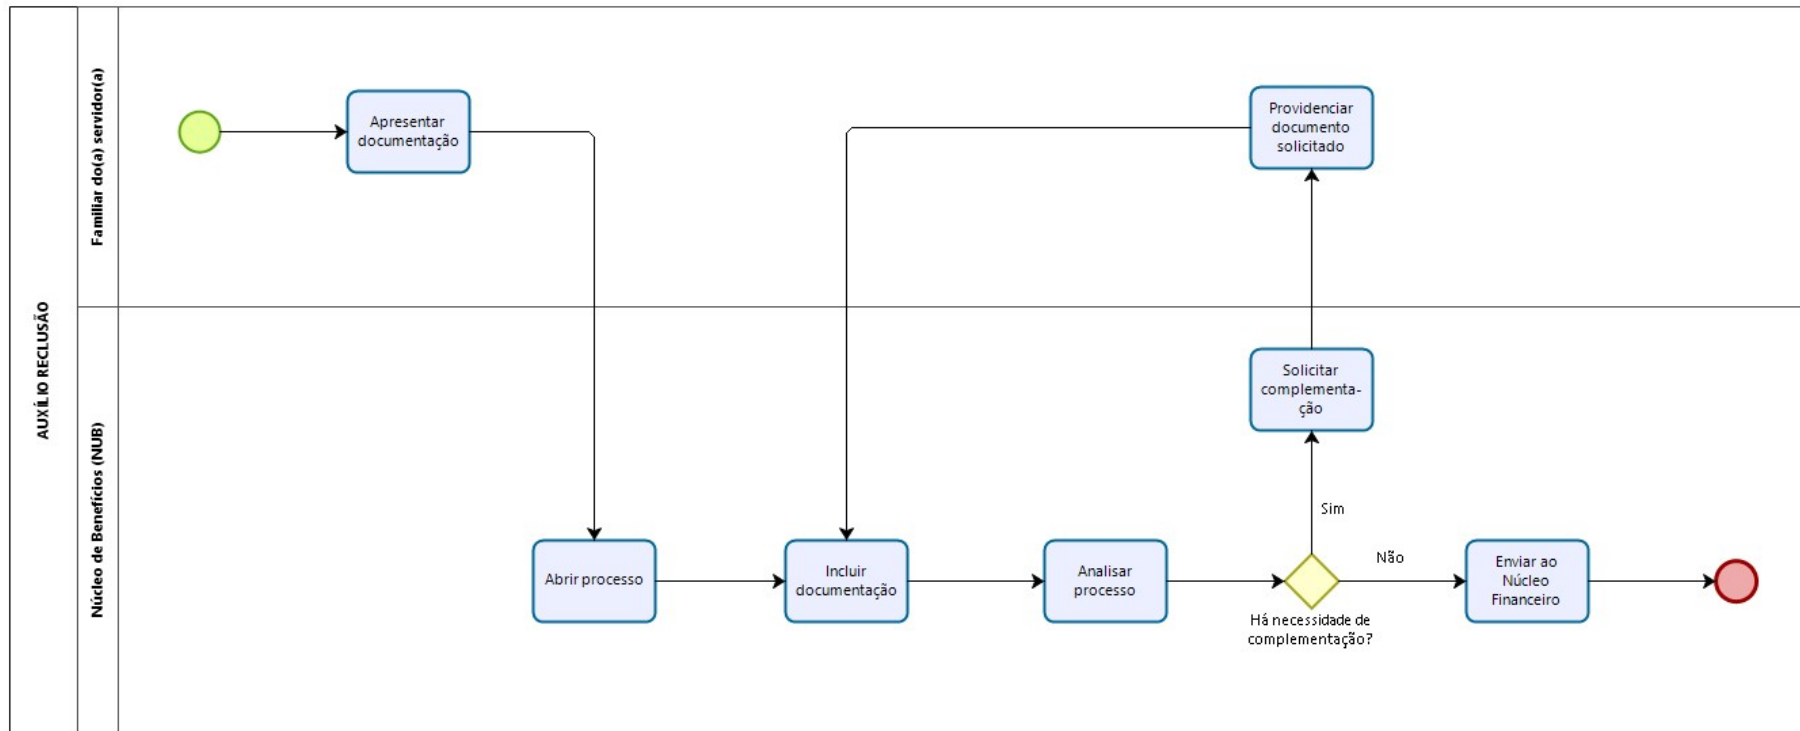 AUXÍLIO RECLUSÃO
Familiar do(a) servidor(a)
Apresentar
documentação
Providenciar
documento
solicitado
Núcleo de Benefícios (NUB)
Solicitar
complementa-
ção
Sim
Não
Abrir processo
Incluir
documentação
Analisar
processo
Há necessidade de
complementação?
Enviar ao
Núcleo
Financeiro